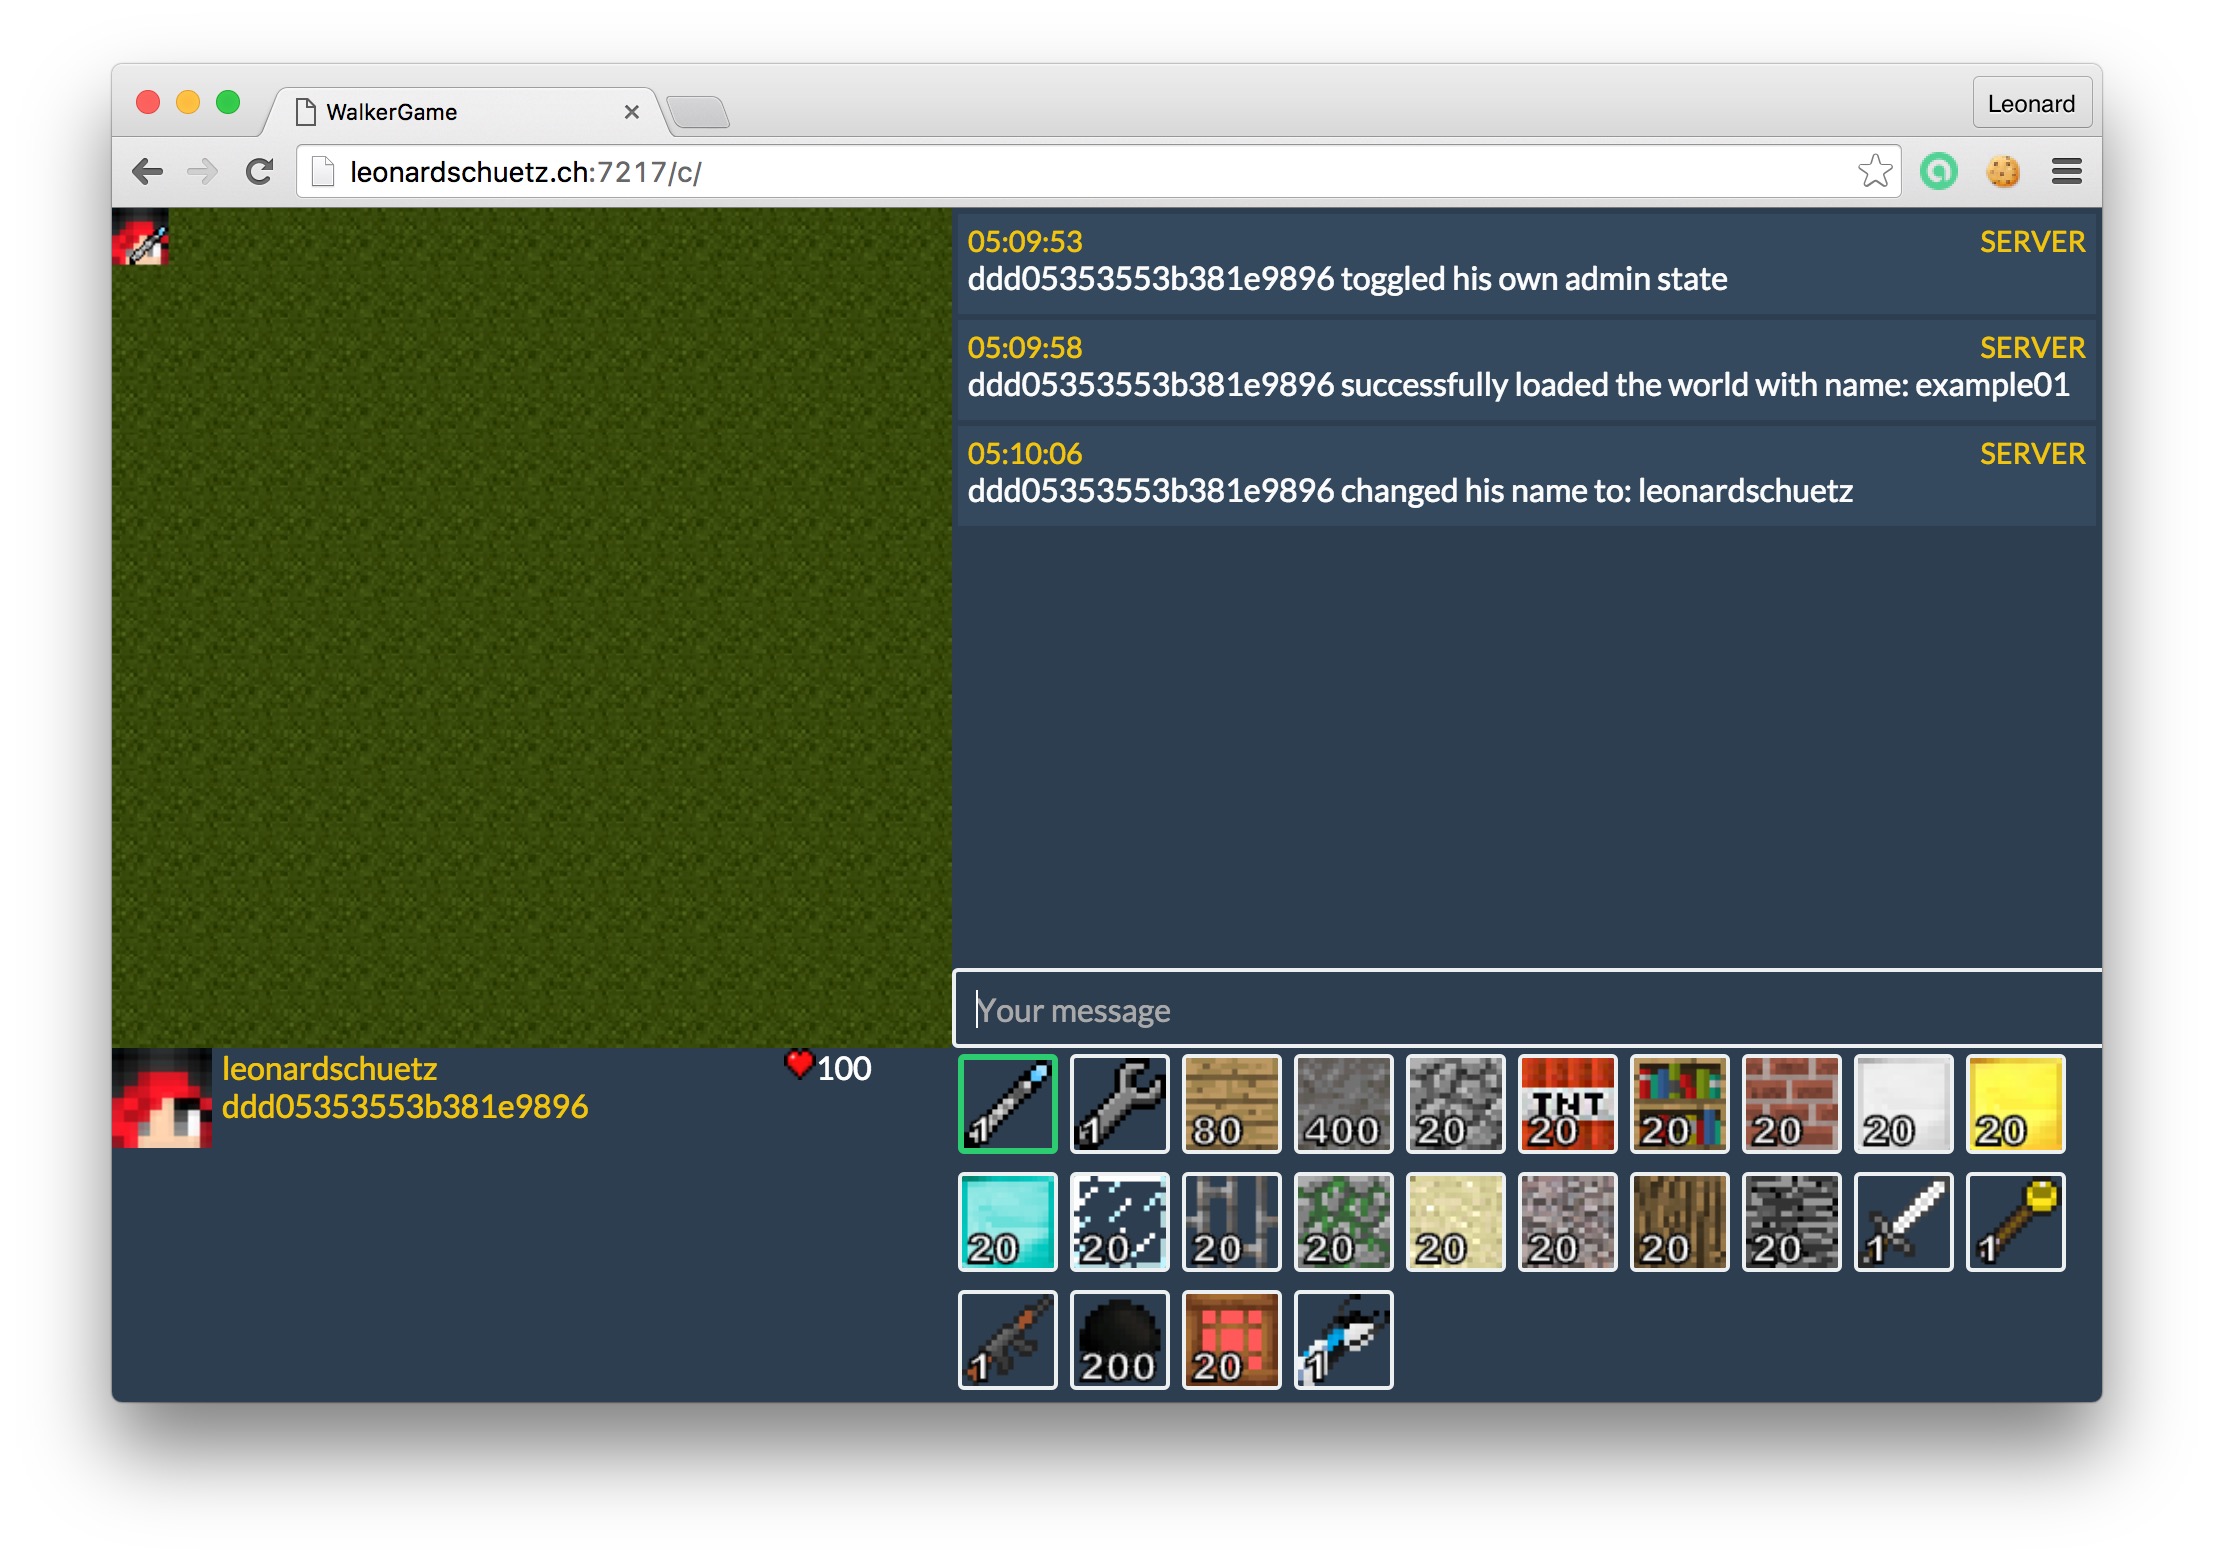 WalkerGame
Leonard
leonardschuetz.ch:7217/c/
05:09:53 SERVER
ddd05353553b381e9896 toggled his own admin state
05:09:58 SERVER
ddd05353553b381e9896 successfully loaded the world with name: example01
05:10:06 SERVER
ddd05353553b381e9896 changed his name to: leonardschuetz
Your message
leonardschuetz 100
ddd05353553b381e9896
TNT
1 1 80 400 20 20 20 20 20 20
20 20 20 20 20 20 20 20 1 1
1 200 20 1